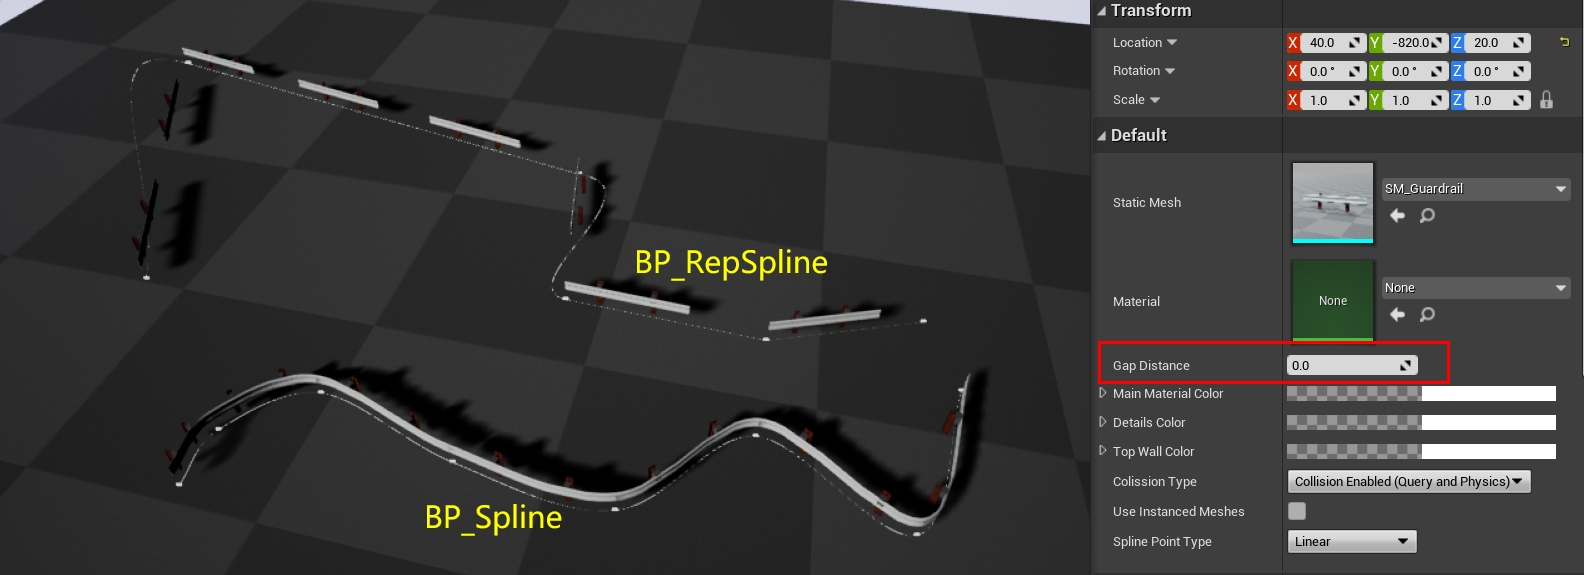 BP_RepSpline
BP_Spline
Transform
Location X 40.0 Y -820.0 Z 20.0
Rotation X 0.0 ° Y 0.0 ° Z 0.0 °
Scale X 1.0 Y 1.0 Z 1.0
Default
Static Mesh SM_Guardrail
Material None None
Gap Distance 0.0
Main Material Color
Details Color
Top Wall Color
Colission Type Collision Enabled (Query and Physics)
Use Instanced Meshes
Spline Point Type Linear